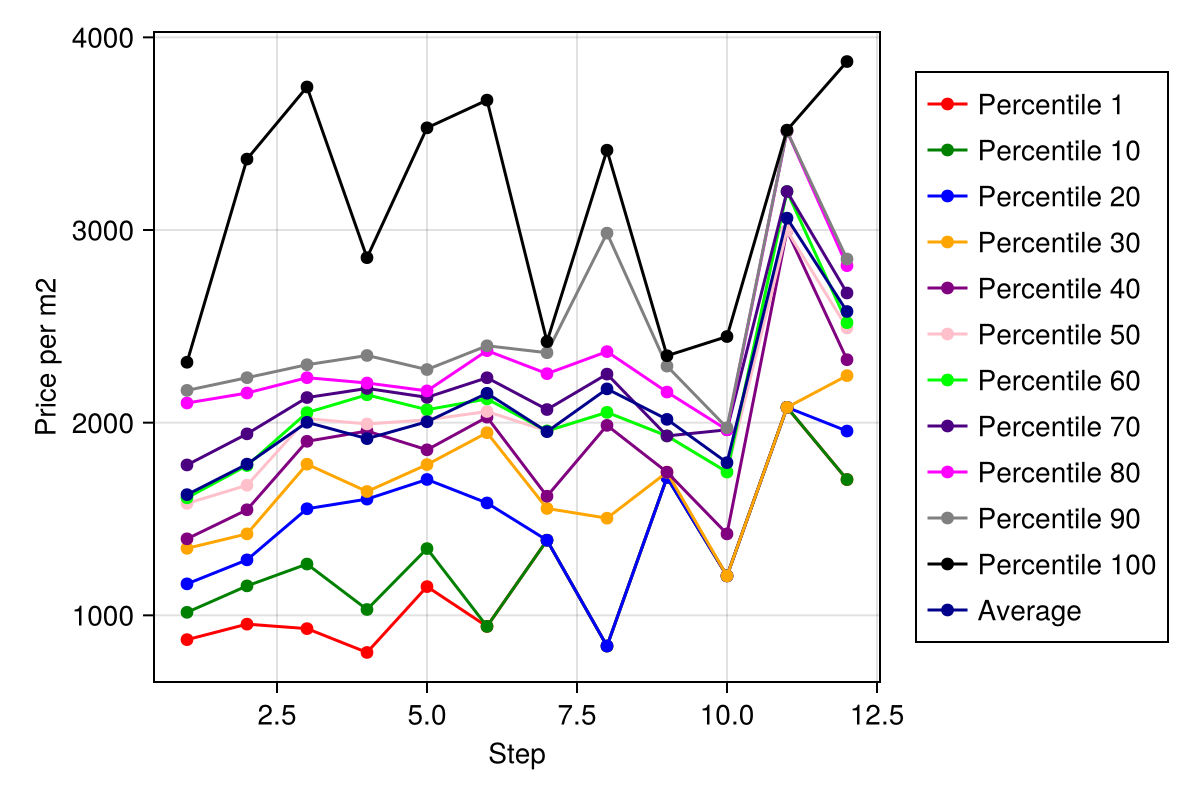 4000
3000
2000
1000
Price per m2
2.5 5.0 7.5 10.0 12.5
Step
Percentile 1
Percentile 10
Percentile 20
Percentile 30
Percentile 40
Percentile 50
Percentile 60
Percentile 70
Percentile 80
Percentile 90
Percentile 100
Average